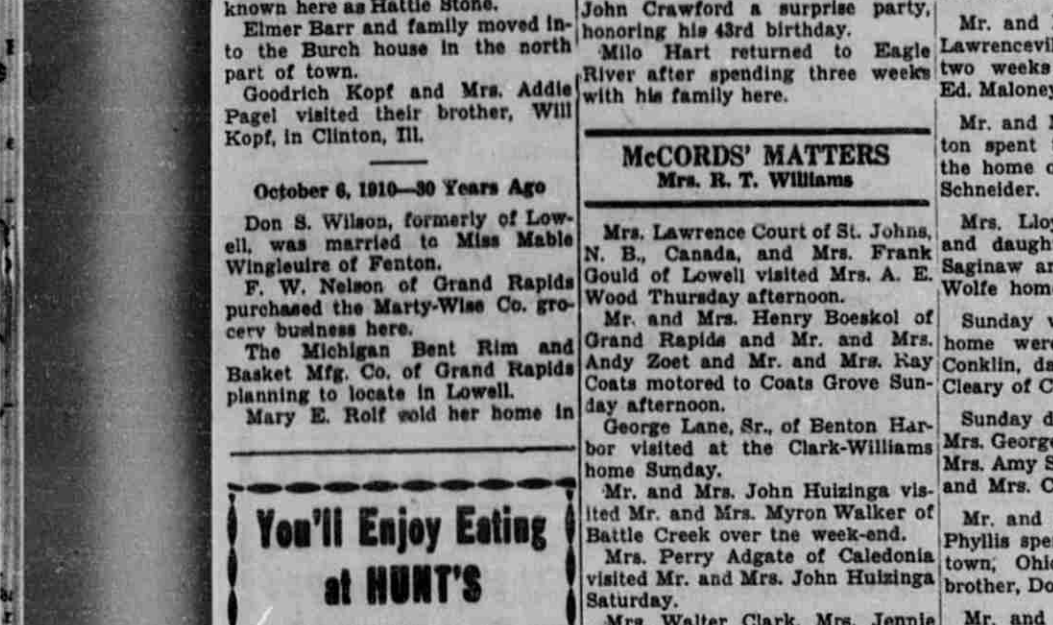 known here as Hattie Stone.
Elmer Barr and family moved in-
to the Burch house in the north
part of town.
Goodrich Kopf and Mrs. Addie
Pagel visited their brother, Will
Kopf, in Clinton, Ill.
October 6, 1910—30 Years Ago
Don S. Wilson, formerly of Low-
ell, was married to Miss Mable
Wingleuire of Fenton.
F. W. Nelson of Grand Rapids
purchased the Marty-Wise Co. gro-
cery business here.
The Michigan Bent Rim and
Basket Mfg. Co. of Grand Rapids
planning to locate in Lowell.
Mary E. Rolf sold her home in
You'll Enjoy Eating
at HUNT'S
John Crawford a surprise party,
honoring his 43rd birthday.
Milo Hart returned to Eagle
River after spending three weeks
with his family here.
McCORDS' MATTERS
Mrs. R. T. Williams
Mrs. Lawrence Court of St. Johns,
N. B., Canada, and Mrs. Frank
Gould of Lowell visited Mrs. A. E.
Wood Thursday afternoon.
Mr. and Mrs. Henry Boeskol of
Grand Rapids and Mr. and Mrs.
Andy Zoet and Mr. and Mrs. Ray
Coats motored to Coats Grove Sun-
day afternoon.
George Lane, Sr., of Benton Har-
bor visited at the Clark-Williams
home Sunday.
Mr. and Mrs. John Huizinga vis-
ited Mr. and Mrs. Myron Walker of
Battle Creek over the week-end.
Mrs. Perry Adgate of Caledonia
visited Mr. and Mrs. John Huizinga
Saturday.
Mrs. Walter Clark, Mrs. Jennie
Mr. and
two weeks
Ed. Maloney
Mr. and
ton spent
the home
Schneider.
Mrs.
and
Saginaw
Wolfe
Sunday
home were
Conklin,
Cleary of
Sunday
Mrs. George
Mrs. Amy
and Mrs.
Mr. and
Phyllis
town, Ohio
brother,
Mr. and